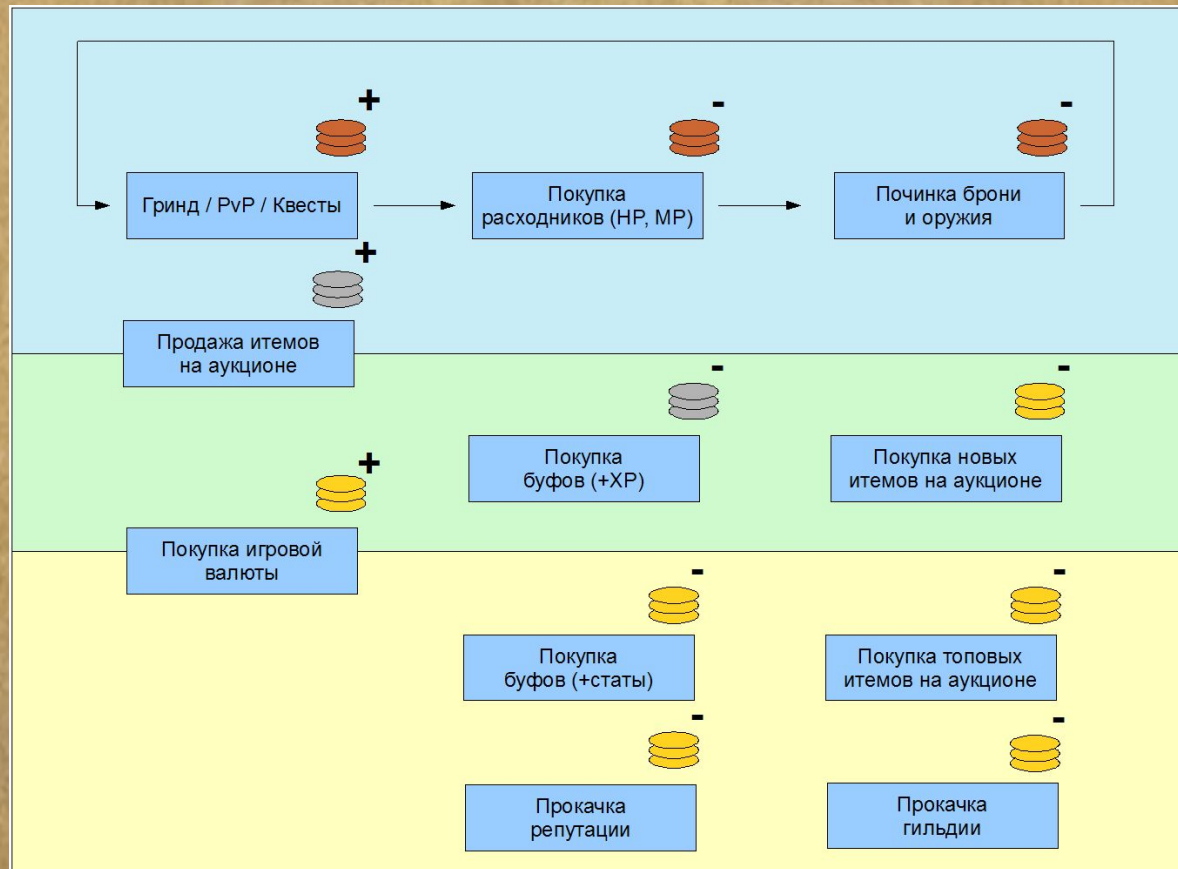 +
-
-
Гринд / PvP / Квесты
Покупка
расходников (HP, MP)
Починка брони
и оружия
+
Продажа итемов
на аукционе
-
-
Покупка
буфов (+XP)
Покупка новых
итемов на аукционе
+
Покупка игровой
валюты
-
-
Покупка
буфов (+статы)
Покупка топовых
итемов на аукционе
-
-
Прокачка
репутации
Прокачка
гильдии